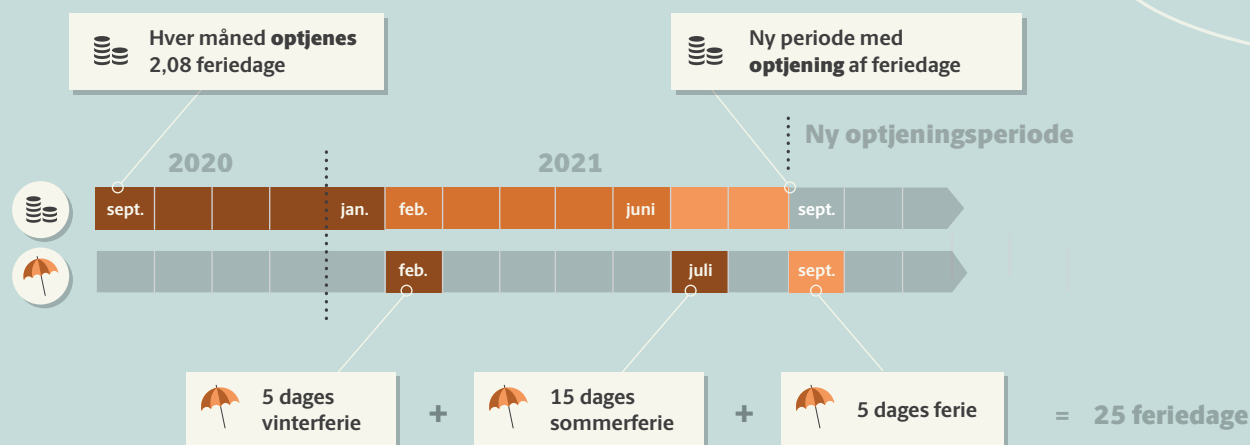 Hver måned optjenes
2,08 feriedage
Ny periode med
optjening af feriedage
Ny optjeningsperiode
2020
2021
sept.
jan.
feb.
juni
sept.
feb.
juli
sept.
5 dages
vinterferie
+
15 dages
sommerferie
+
5 dages ferie
= 25 feriedage